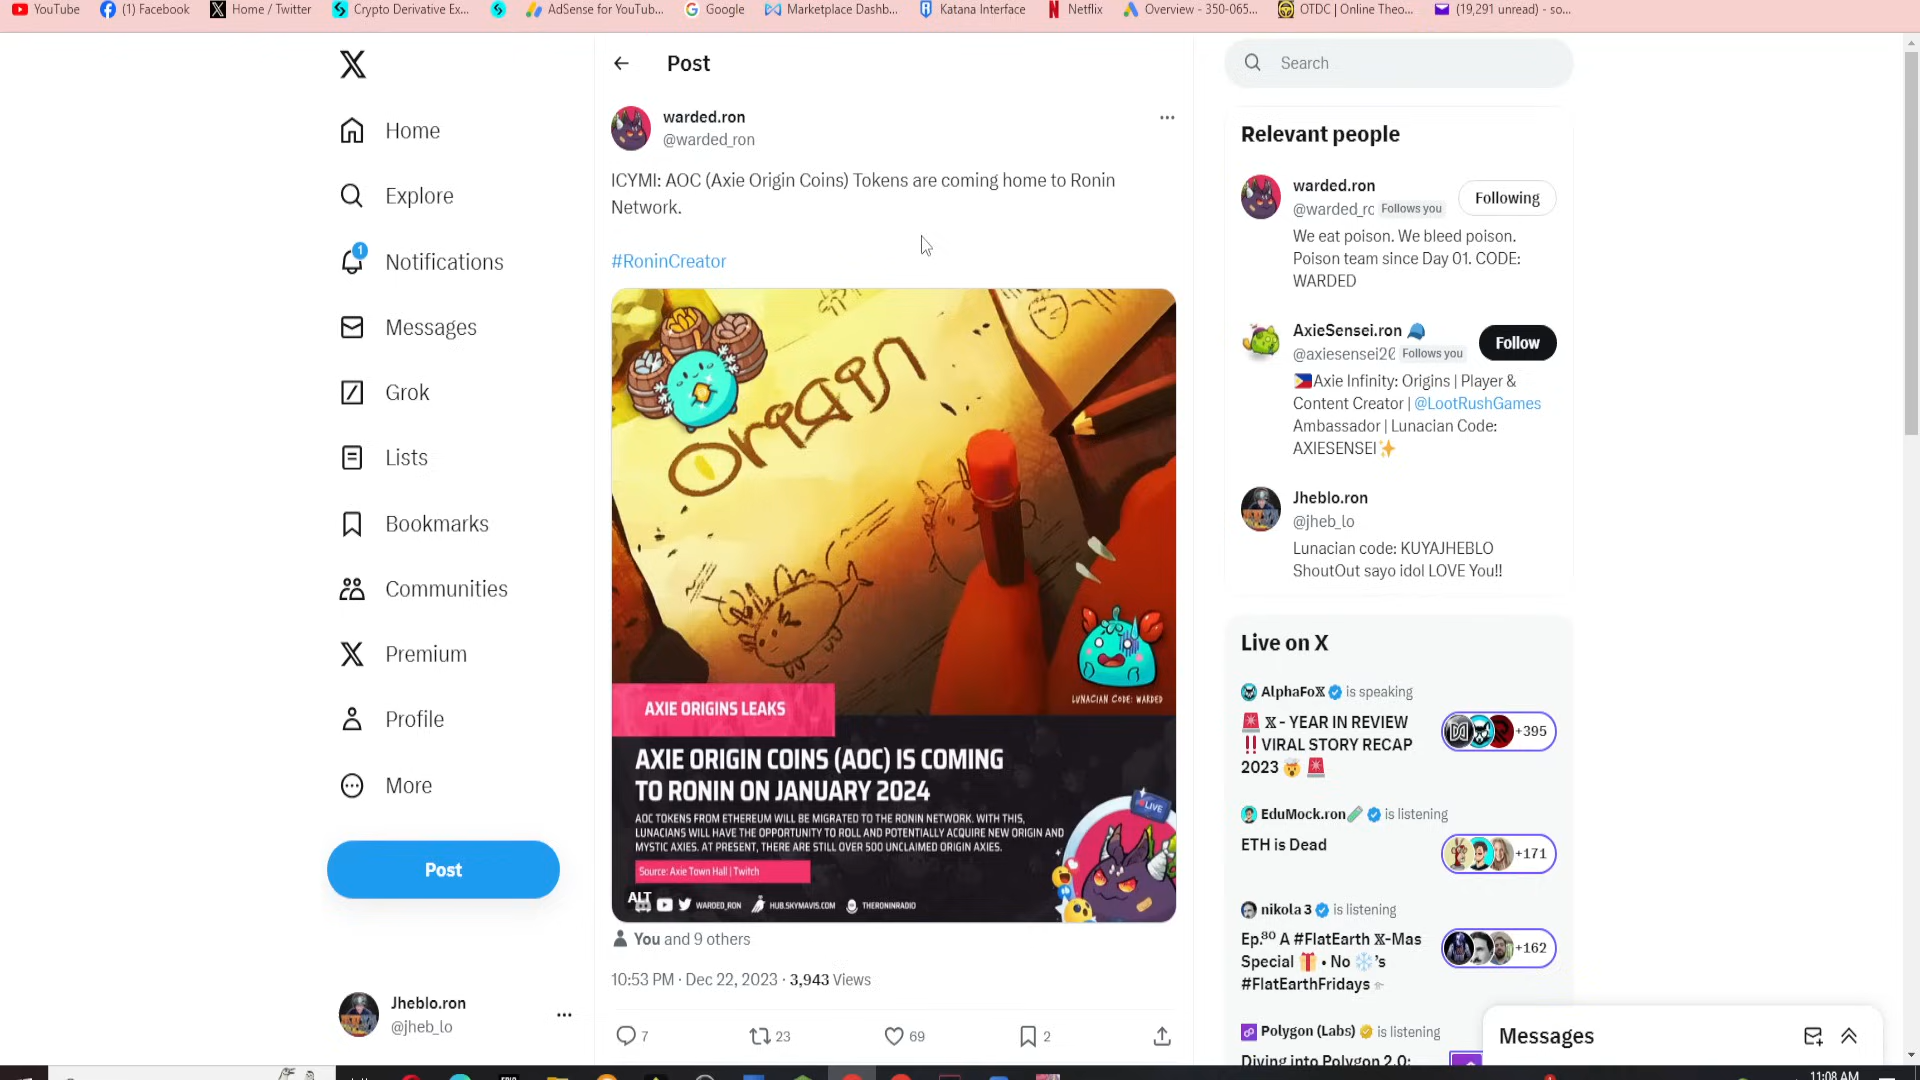 YouTube
(1) Facebook
Home / Twitter
Crypto Derivative Ex...
AdSense for YouTub...
Google
Marketplace Dashb...
Katana Interface
Netflix
Overview - 350-065...
OTDC | Online Theo...
(19,291 unread) - so...
Home
Explore
1
Notifications
Messages
Grok
Lists
Bookmarks
Communities
Premium
Profile
More
Post
Jheblo.ron
@jheb_lo
Post
warded.ron
@warded_ron
ICYMI: AOC (Axie Origin Coins) Tokens are coming home to Ronin
Network.
#RoninCreator
Origin
LUNACIAN CODE: WARDED
AXIE ORIGINS LEAKS
AXIE ORIGIN COINS (AOC) IS COMING
TO RONIN ON JANUARY 2024
AOC TOKENS FROM ETHEREUM WILL BE MIGRATED TO THE RONIN NETWORK. WITH THIS,
LUNACIANS WILL HAVE THE OPPORTUNITY TO ROLL AND POTENTIALLY ACQUIRE NEW ORIGIN AND
MYSTIC AXIES. AT PRESENT, THERE ARE STILL OVER 500 UNCLAIMED ORIGIN AXIES.
Source: Axie Town Hall | Twitch
LIVE
ALT
WARDED_RON
HUB.SKYMAVIS.COM
THERONINRADIO
You and 9 others
10:53 PM · Dec 22, 2023 · 3,943 Views
7
23
69
2
Search
Relevant people
warded.ron
@warded_rc Follows you
Following
We eat poison. We bleed poison.
Poison team since Day 01. CODE:
WARDED
AxieSensei.ron 🧢
@axiesensei20 Follows you
Follow
🇵🇭Axie Infinity: Origins | Player &
Content Creator | @LootRushGames
Ambassador | Lunacian Code:
AXIESENSEI✨
Jheblo.ron
@jheb_lo
Lunacian code: KUYAJHEBLO
ShoutOut sayo idol LOVE You!!
Live on X
AlphaFoX is speaking
🚨 𝕏 - YEAR IN REVIEW
‼️VIRAL STORY RECAP
2023 🤯 🚨
+395
EduMock.ron is listening
ETH is Dead
+171
nikola 3 is listening
Ep.⁸⁰ A #FlatEarth 𝕏-Mas
Special 🎁 • No ❄️'s
#FlatEarthFridays
+162
Polygon (Labs) is listening
Diving into Polygon 2.0:
Messages
11:08 AM